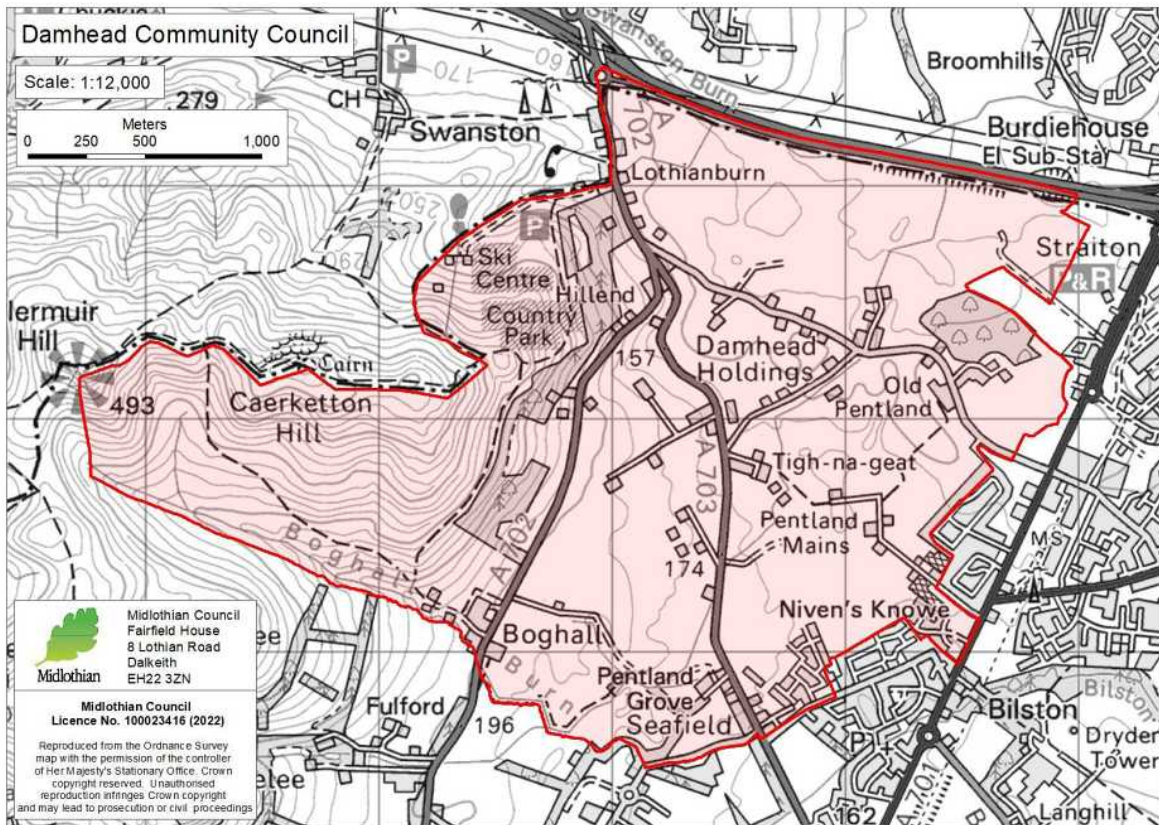 Damhead Community Council
Scale: 1:12,000
Meters
0 250 500 1,000
279
CH
P
170
60
Swanston Burn
Swanston
A 702
Broomhills
Burdiehouse
El Sub Sta
Lothianburn
250
P
Straiton
P&R
Ski
Centre
Hillend
Country
Park
lermuir
Hill
Cairn
493
Caerketton
Hill
157
Damhead
Holdings
Old
Pentland
A 703
Tigh-na-geat
Pentland
Mains
174
MS
Niven's Knowe
Boghall
Burn
A 702
Boghall
Pentland
Grove
Seafield
Fulford
196
elee
Bilston
Bilston
P
Dryden
Tower
A 701
162
Langhill
Midlothian
Midlothian Council
Fairfield House
8 Lothian Road
Dalkeith
EH22 3ZN
Midlothian Council
Licence No. 100023416 (2022)
Reproduced from the Ordnance Survey
map with the permission of the controller
of Her Majesty's Stationary Office. Crown
copyright reserved. Unauthorised
reproduction infringes Crown copyright
and may lead to prosecution or civil proceedings